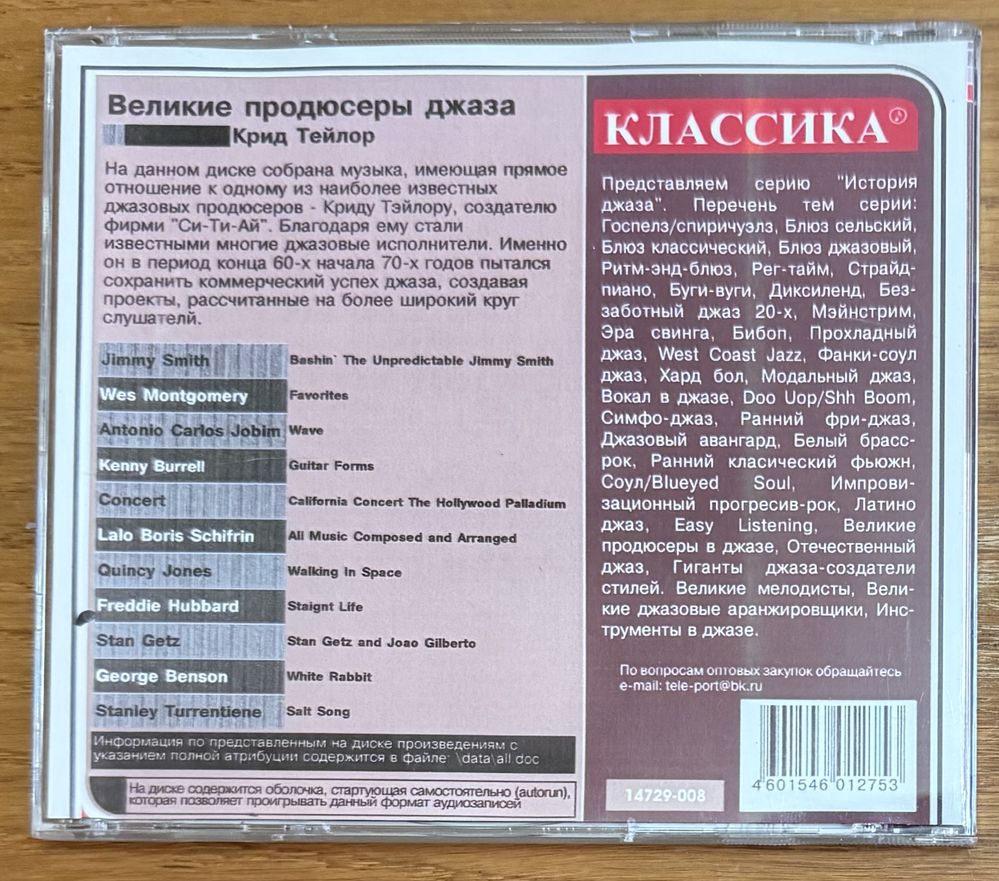 Великие продюсеры джаза
Крид Тейлор
На данном диске собрана музыка, имеющая прямое
отношение к одному из наиболее известных
джазовых продюсеров - Криду Тэйлору, создателю
фирми "Си-Ти-Ай". Благодаря ему стали
известными многие джазовые исполнители. Именно
он в период конца 60-х начала 70-х годов пытался
сохранить коммерческий успех джаза, создавая
проекты, рассчитанные на более широкий круг
слушателй.
Jimmy Smith Bashin` The Unpredictable Jimmy Smith
Wes Montgomery Favorites
Antonio Carlos Jobim Wave
Kenny Burrell Guitar Forms
Concert California Concert The Hollywood Palladium
Lalo Boris Schifrin All Music Composed and Arranged
Quincy Jones Walking in Space
Freddie Hubbard Staignt Life
Stan Getz Stan Getz and Joao Gilberto
George Benson White Rabbit
Stanley Turrentiene Salt Song
Информация по представленным на диске произведениям с
указанием полной атрибуции содержится в файле: \data\all.doc
На диске содержится оболочка, стартующая самостоятельно (autorun),
которая позволяет проигрывать данный формат аудиозаписей
КЛАССИКА
Представляем серию "История
джаза". Перечень тем серии:
Госпелз/спиричуэлз, Блюз сельский,
Блюз классический, Блюз джазовый,
Ритм-энд-блюз, Рег-тайм, Страйд-
пиано, Буги-вуги, Диксиленд, Без-
заботный джаз 20-х, Мэйнстрим,
Эра свинга, Бибоп, Прохладный
джаз, West Coast Jazz, Фанки-соул
джаз, Хард бол, Модальный джаз,
Вокал в джазе, Doo Uop/Shh Boom,
Симфо-джаз, Ранний фри-джаз,
Джазовый авангард, Белый брасс-
рок, Ранний класический фьюжн,
Соул/Blueyed Soul, Импрови-
зационный прогресив-рок, Латино
джаз, Easy Listening, Великие
продюсеры в джазе, Отечественный
джаз, Гиганты джаза-создатели
стилей. Великие мелодисты, Вели-
кие джазовые аранжировщики, Инс-
трументы в джазе.
По вопросам оптовых закупок обращайтесь
e-mail: tele-port@bk.ru
14729-008
4 601546 012753